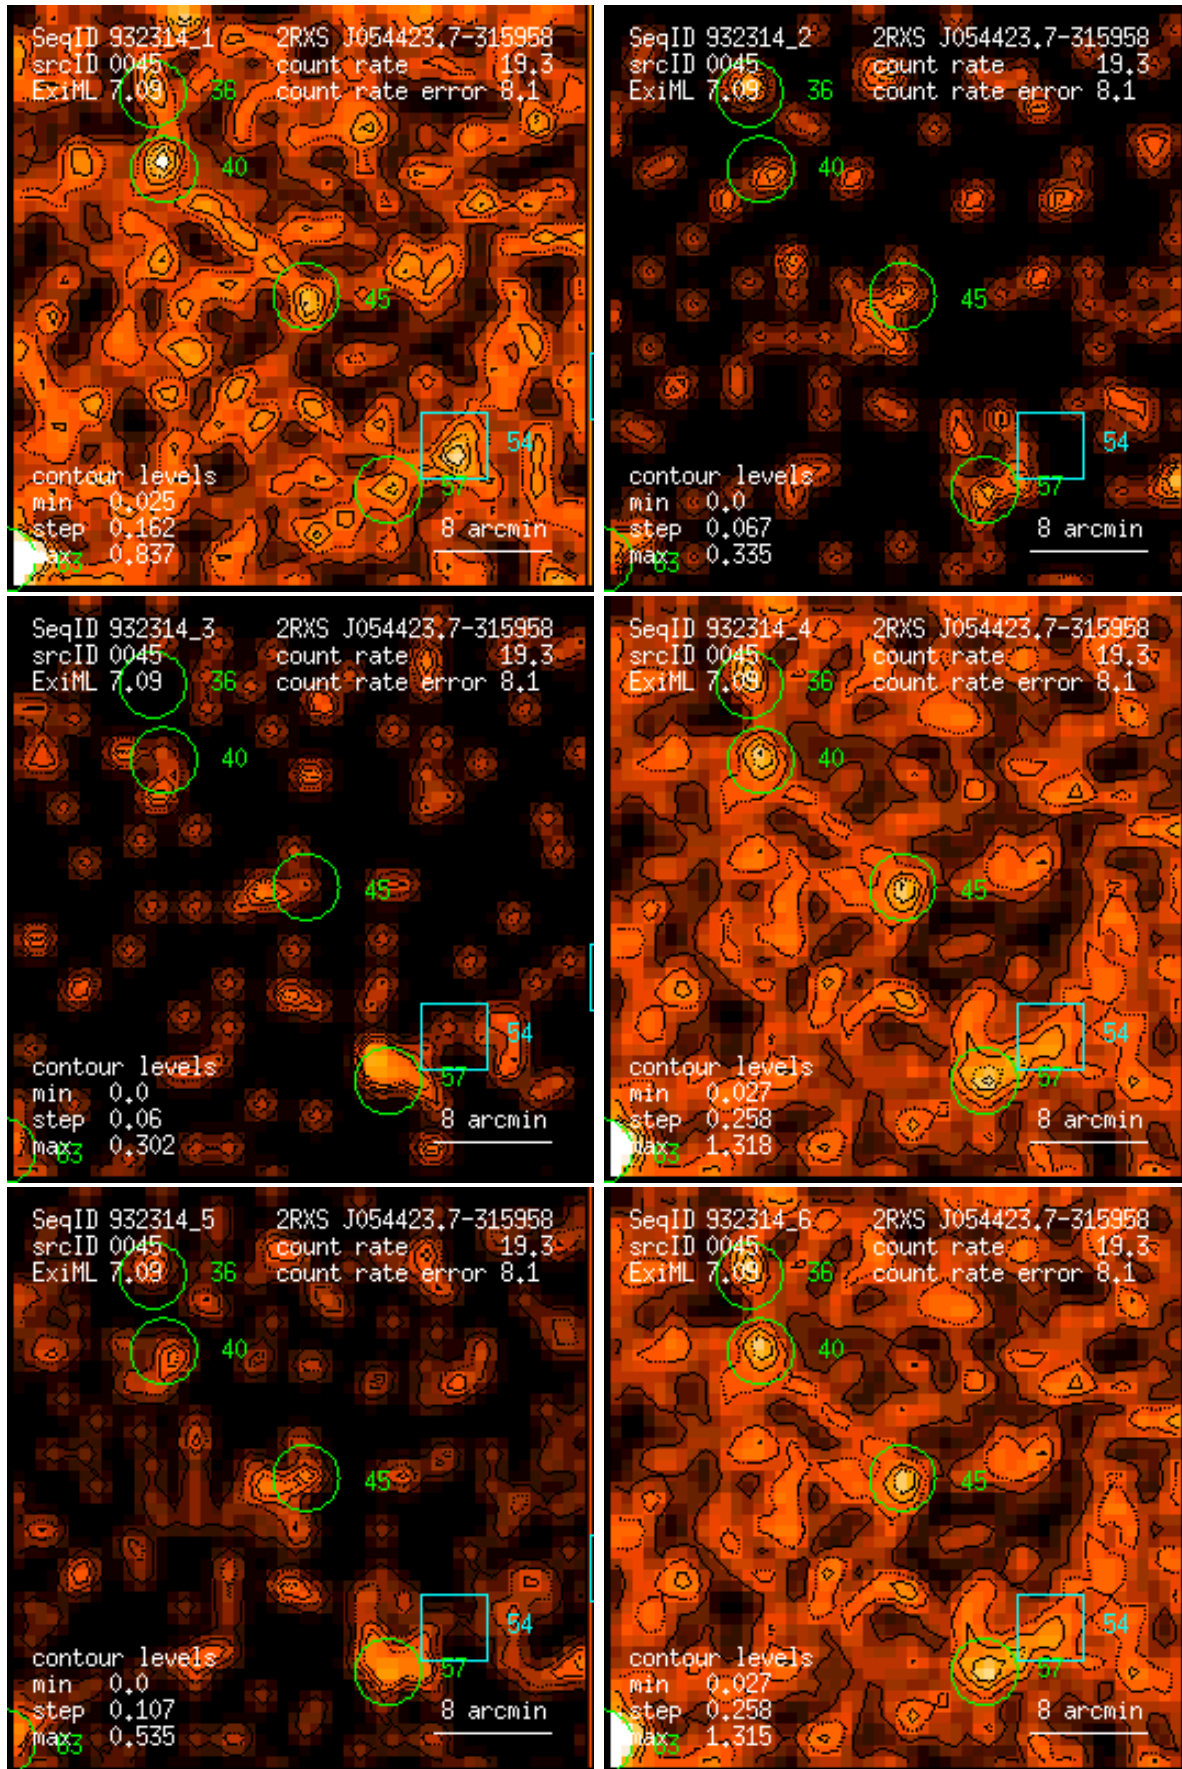 SeqID 932314_1 2RXS J054423.7-315958
srcID 0045 count rate 19.3
ExiML 7.09 36 count rate error 8.1
40
45
54
contour levels
57
min 0.025
step 0.162 8 arcmin
max 0.837
63
SeqID 932314_2 2RXS J054423.7-315958
srcID 0045 count rate 19.3
ExiML 7.09 36 count rate error 8.1
40
45
54
contour levels
57
min 0.0
step 0.067 8 arcmin
max 0.335
63
SeqID 932314_3 2RXS J054423.7-315958
srcID 0045 count rate 19.3
ExiML 7.09 36 count rate error 8.1
40
45
54
contour levels
57
min 0.0
step 0.06 8 arcmin
max 0.302
63
SeqID 932314_4 2RXS J054423.7-315958
srcID 0045 count rate 19.3
ExiML 7.09 36 count rate error 8.1
40
45
54
contour levels
57
min 0.027
step 0.258 8 arcmin
max 1.318
63
SeqID 932314_5 2RXS J054423.7-315958
srcID 0045 count rate 19.3
ExiML 7.09 36 count rate error 8.1
40
45
54
contour levels
57
min 0.0
step 0.107 8 arcmin
max 0.535
63
SeqID 932314_6 2RXS J054423.7-315958
srcID 0045 count rate 19.3
ExiML 7.09 36 count rate error 8.1
40
45
54
contour levels
57
min 0.027
step 0.258 8 arcmin
max 1.315
63